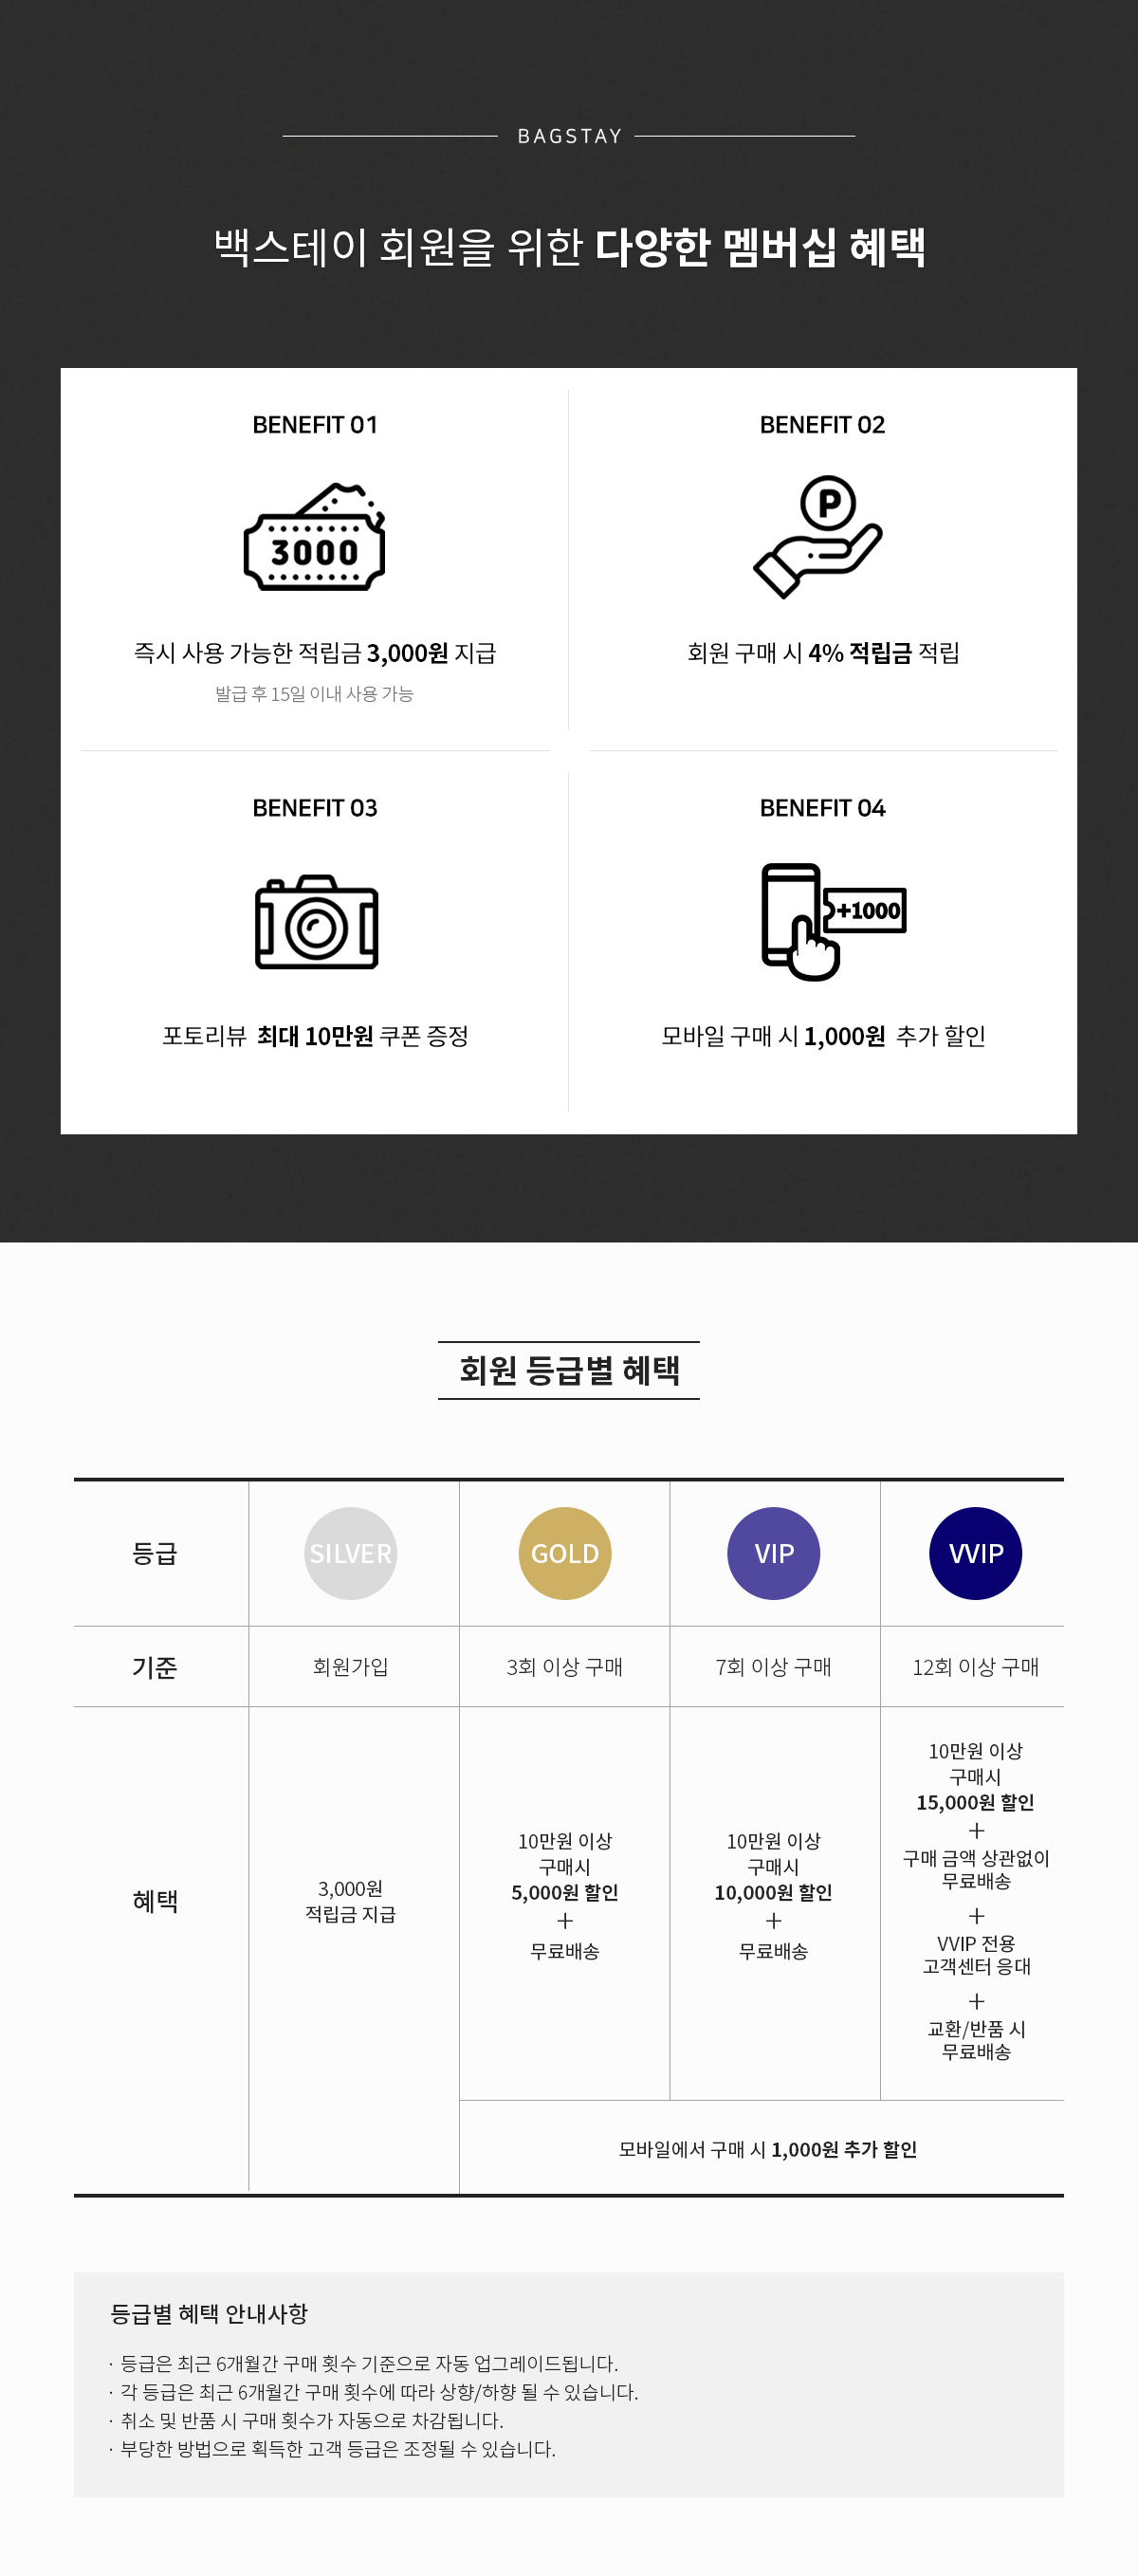 BAGSTAY
백스테이 회원을 위한 다양한 멤버십 혜택
BENEFIT 01
3000
즉시 사용 가능한 적립금 3,000원 지급
발급 후 15일 이내 사용 가능
BENEFIT 02
P
회원 구매 시 4% 적립금 적립
BENEFIT 03
포토리뷰 최대 10만원 쿠폰 증정
BENEFIT 04
+1000
모바일 구매 시 1,000원 추가 할인
회원 등급별 혜택
등급
SILVER
GOLD
VIP
VVIP
기준
회원가입
3회 이상 구매
7회 이상 구매
12회 이상 구매
혜택
3,000원
적립금 지급
10만원 이상
구매시
5,000원 할인
+
무료배송
10만원 이상
구매시
10,000원 할인
+
무료배송
10만원 이상
구매시
15,000원 할인
+
구매 금액 상관없이
무료배송
+
VVIP 전용
고객센터 응대
+
교환/반품 시
무료배송
모바일에서 구매 시 1,000원 추가 할인
등급별 혜택 안내사항
· 등급은 최근 6개월간 구매 횟수 기준으로 자동 업그레이드됩니다.
· 각 등급은 최근 6개월간 구매 횟수에 따라 상향/하향 될 수 있습니다.
· 취소 및 반품 시 구매 횟수가 자동으로 차감됩니다.
· 부당한 방법으로 획득한 고객 등급은 조정될 수 있습니다.